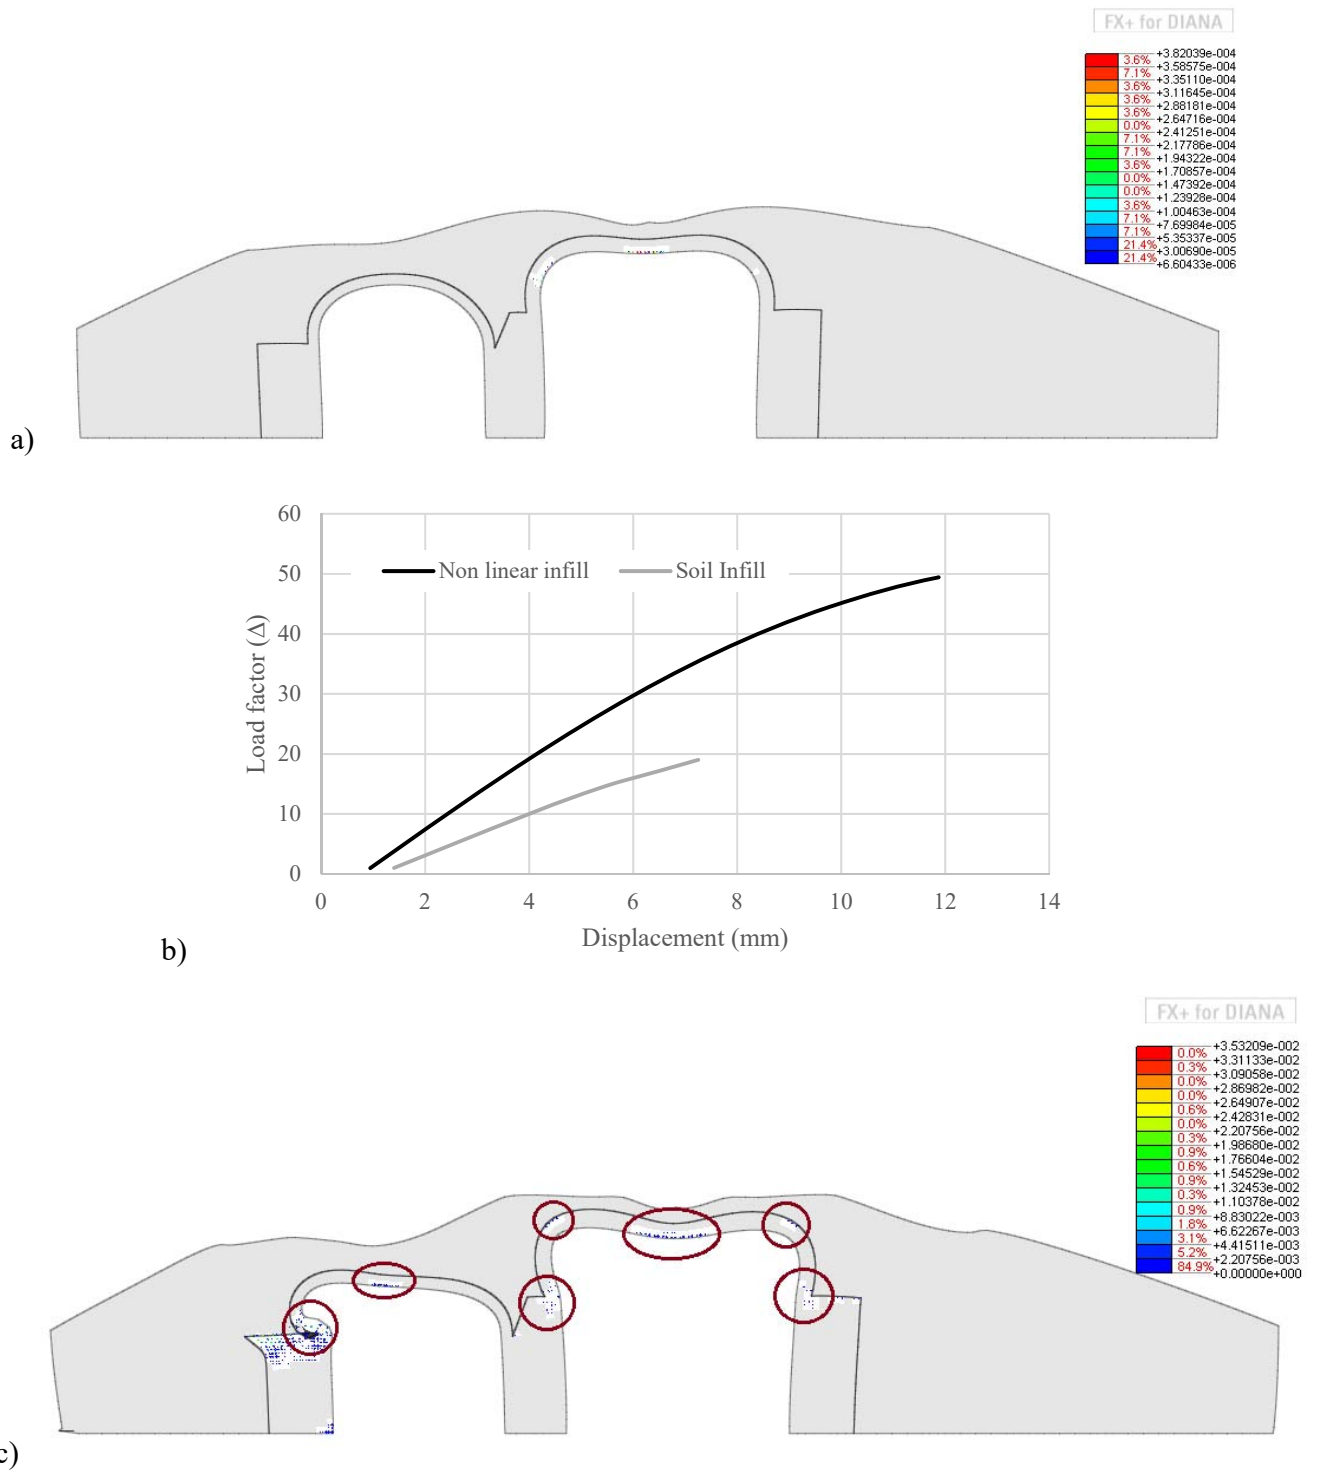 FX+ for DIANA
+3.82039e-004
3.6%
+3.58575e-004
7.1%
+3.35110e-004
3.6%
+3.11645e-004
3.6%
+2.88181e-004
3.6%
+2.64716e-004
0.0%
+2.41251e-004
7.1%
+2.17786e-004
7.1%
+1.94322e-004
3.6%
+1.70857e-004
0.0%
+1.47392e-004
0.0%
+1.23928e-004
3.6%
+1.00463e-004
7.1%
+7.69984e-005
7.1%
+5.35337e-005
21.4%
+3.00690e-005
21.4%
+6.60433e-006
a)
60
50
40
30
20
10
0
Load factor (Δ)
Non linear infill
Soil Infill
0 2 4 6 8 10 12 14
Displacement (mm)
b)
FX+ for DIANA
+3.53209e-002
0.0%
+3.31133e-002
0.3%
+3.09058e-002
0.0%
+2.86982e-002
0.0%
+2.64907e-002
0.6%
+2.42831e-002
0.0%
+2.20756e-002
0.3%
+1.98680e-002
0.9%
+1.76604e-002
0.6%
+1.54529e-002
0.9%
+1.32453e-002
0.3%
+1.10378e-002
0.9%
+8.83022e-003
1.8%
+6.62267e-003
3.1%
+4.41511e-003
5.2%
+2.20756e-003
84.9%
+0.00000e+000
c)